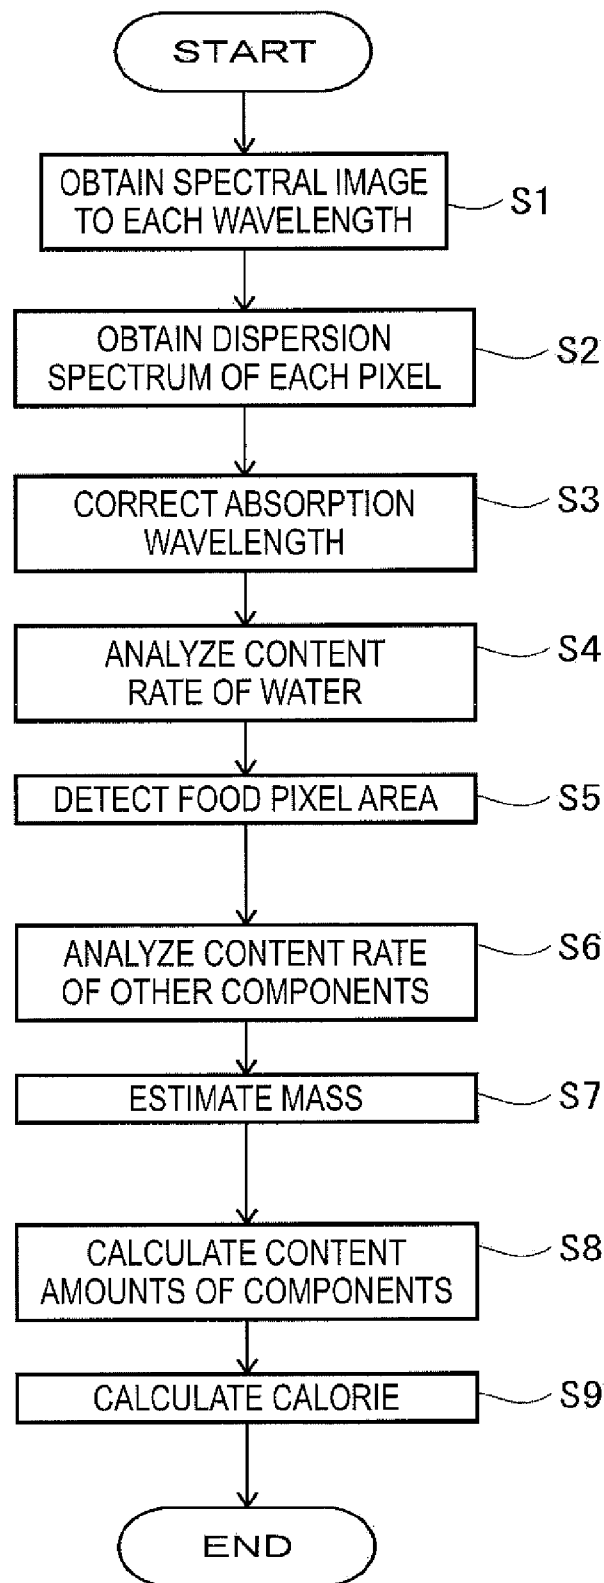 START
OBTAIN SPECTRAL IMAGE
TO EACH WAVELENGTH
S1
OBTAIN DISPERSION
SPECTRUM OF EACH PIXEL
S2
CORRECT ABSORPTION
WAVELENGTH
S3
ANALYZE CONTENT
RATE OF WATER
S4
DETECT FOOD PIXEL AREA
S5
ANALYZE CONTENT RATE
OF OTHER COMPONENTS
S6
ESTIMATE MASS
S7
CALCULATE CONTENT
AMOUNTS OF COMPONENTS
S8
CALCULATE CALORIE
S9
END